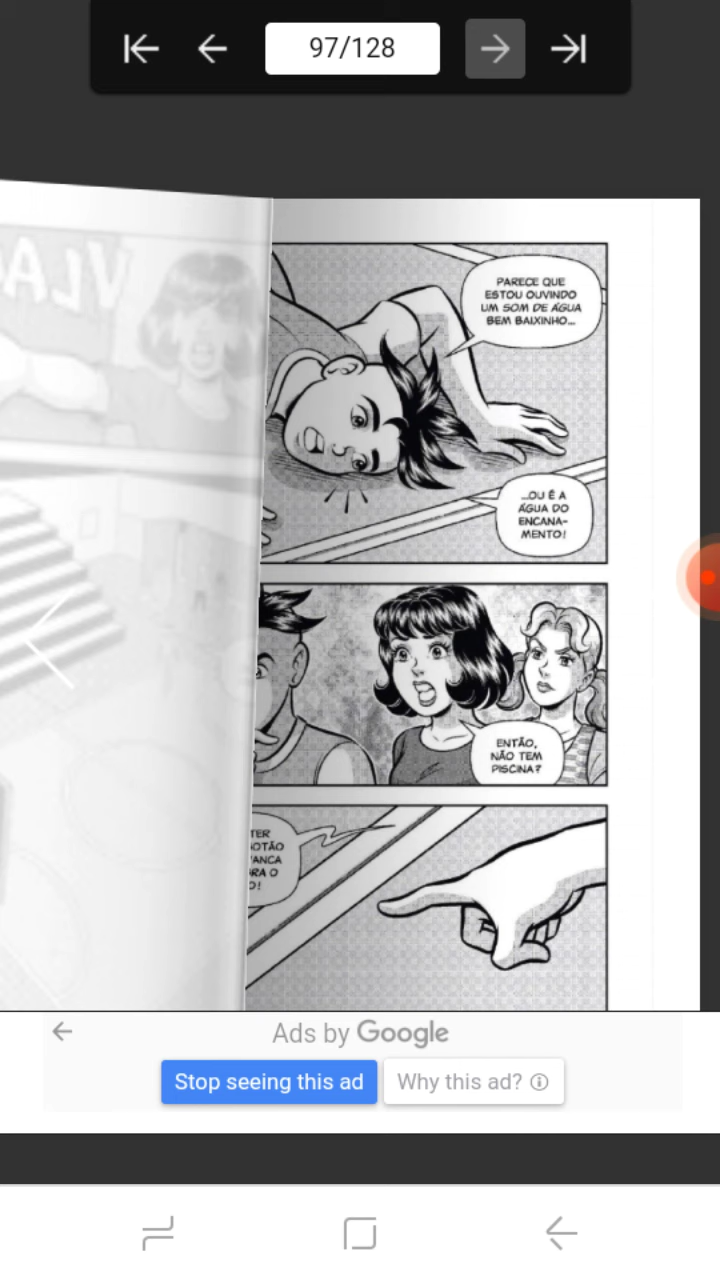 97/128
PARECE QUE
ESTOU OUVINDO
UM SOM DE ÁGUA
BEM BAIXINHO...
...OU É A
ÁGUA DO
ENCANA-
MENTO!
ENTÃO,
NÃO TEM
PISCINA?
TER
OTÃO
ANCA
RA O
O!
Ads by Google
Stop seeing this ad
Why this ad?